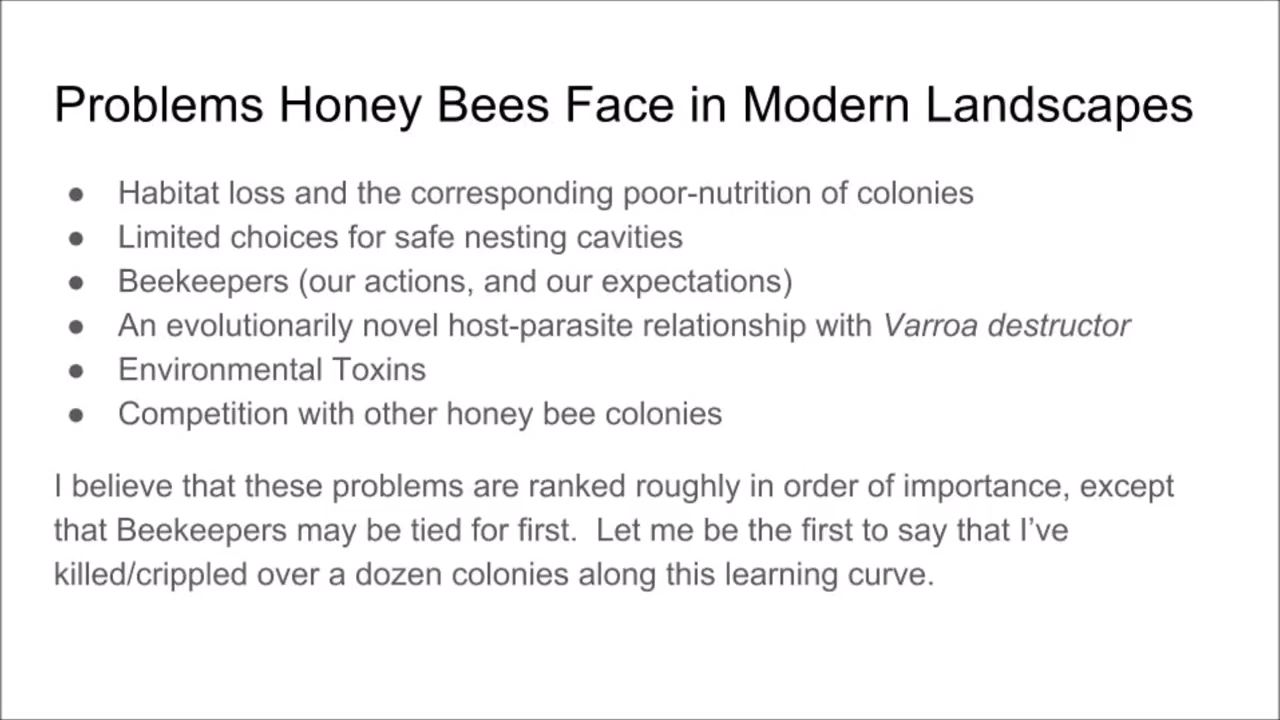 Problems Honey Bees Face in Modern Landscapes
● Habitat loss and the corresponding poor-nutrition of colonies
● Limited choices for safe nesting cavities
● Beekeepers (our actions, and our expectations)
● An evolutionarily novel host-parasite relationship with Varroa destructor
● Environmental Toxins
● Competition with other honey bee colonies
I believe that these problems are ranked roughly in order of importance, except
that Beekeepers may be tied for first.  Let me be the first to say that I’ve
killed/crippled over a dozen colonies along this learning curve.